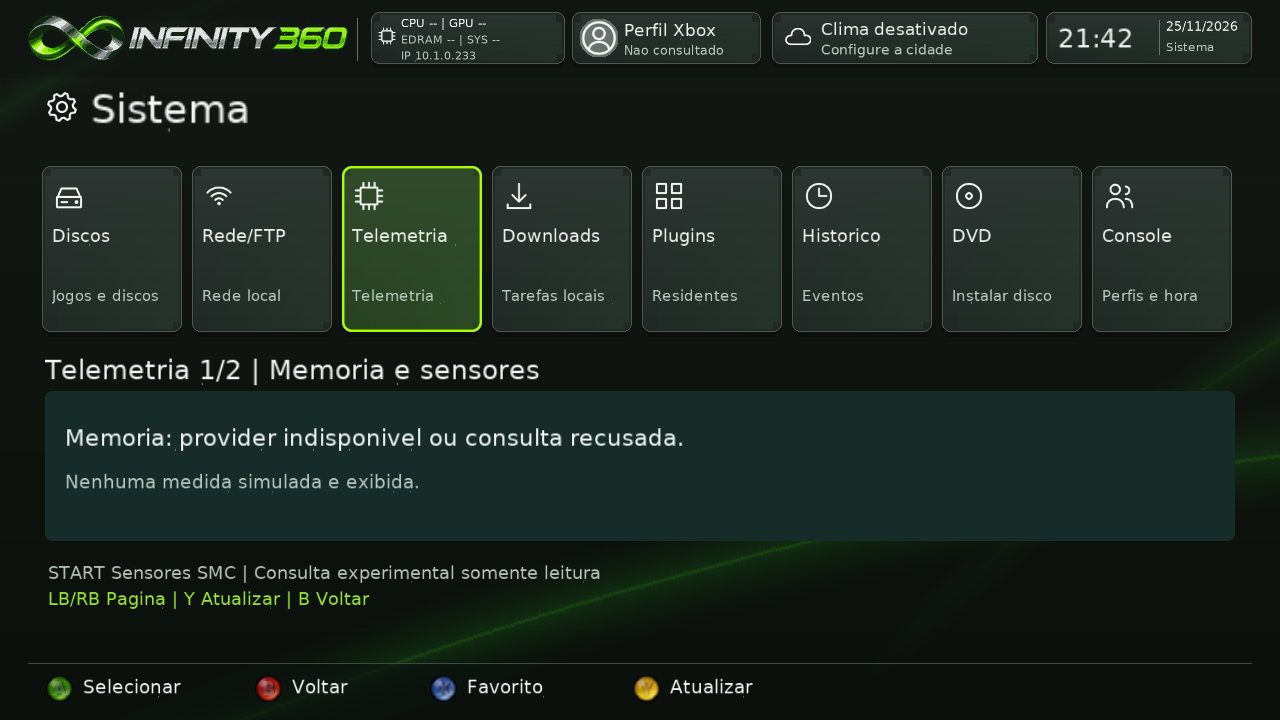 INFINITY 360
CPU -- | GPU --
EDRAM -- | SYS --
IP 10.1.0.233
Perfil Xbox
Nao consultado
Clima desativado
Configure a cidade
21:42
25/11/2026
Sistema
Sistema
Discos
Rede/FTP
Telemetria
Downloads
Plugins
Historico
DVD
Console
Jogos e discos
Rede local
Telemetria
Tarefas locais
Residentes
Eventos
Instalar disco
Perfis e hora
Telemetria 1/2 | Memoria e sensores
Memoria: provider indisponivel ou consulta recusada.
Nenhuma medida simulada e exibida.
START Sensores SMC | Consulta experimental somente leitura
LB/RB Pagina | Y Atualizar | B Voltar
Selecionar
Voltar
Favorito
Atualizar